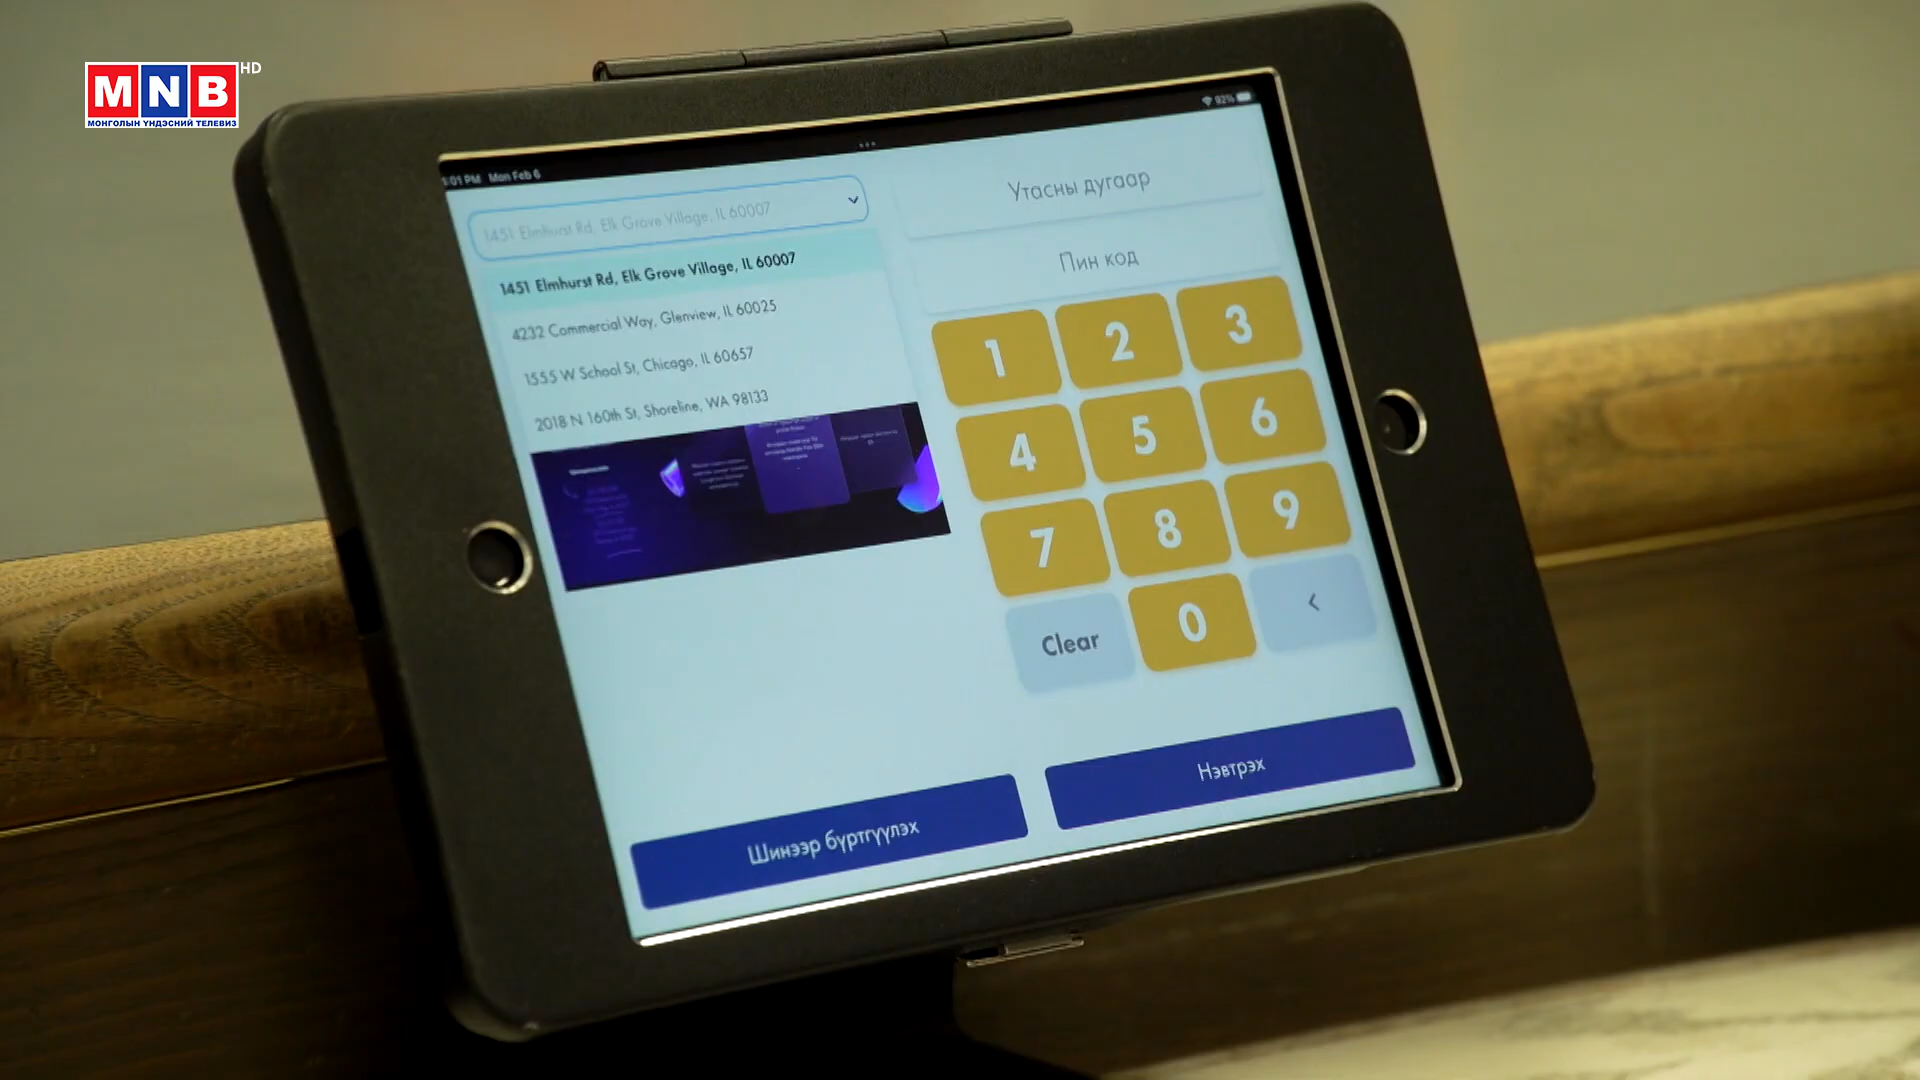 MNB HD
МОНГОЛЫН ҮНДЭСНИЙ ТЕЛЕВИЗ
:01 PM Mon Feb 6
92%
1451 Elmhurst Rd, Elk Grove Village, IL 60007
1451 Elmhurst Rd, Elk Grove Village, IL 60007
4232 Commercial Way, Glenview, IL 60025
1555 W School St, Chicago, IL 60657
2018 N 160th St, Shoreline, WA 98133
Утасны дугаар
Пин код
1 2 3
4 5 6
7 8 9
Clear 0 <
Шинээр бүртгүүлэх
Нэвтрэх